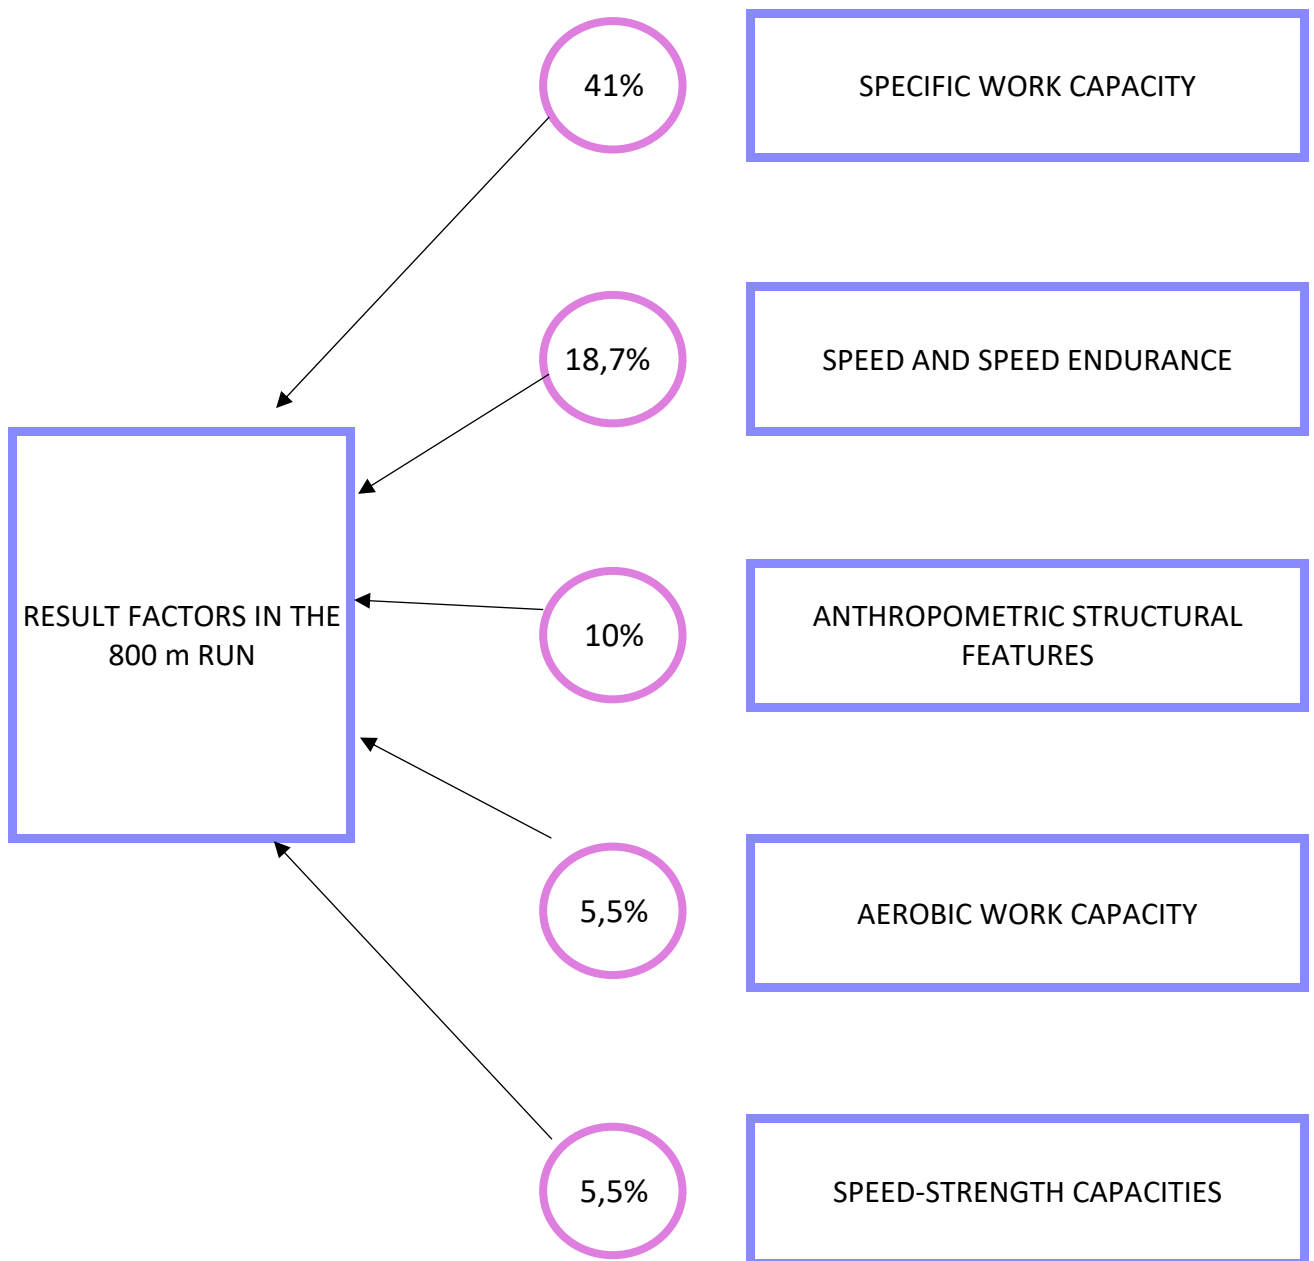 41%
SPECIFIC WORK CAPACITY
18,7%
SPEED AND SPEED ENDURANCE
RESULT FACTORS IN THE
800 m RUN
10%
ANTHROPOMETRIC STRUCTURAL
FEATURES
5,5%
AEROBIC WORK CAPACITY
5,5%
SPEED-STRENGTH CAPACITIES